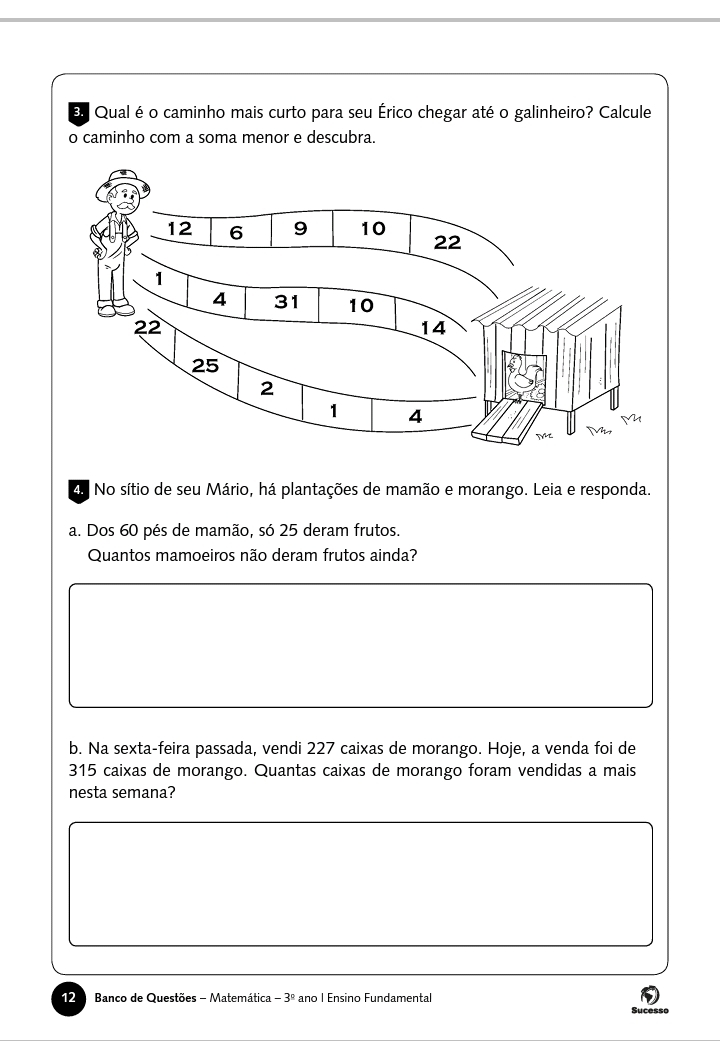 3. Qual é o caminho mais curto para seu Érico chegar até o galinheiro? Calcule
o caminho com a soma menor e descubra.
12 6 9 10 22
1 4 31 10 14
22 25 2 1 4
4. No sítio de seu Mário, há plantações de mamão e morango. Leia e responda.
a. Dos 60 pés de mamão, só 25 deram frutos.
Quantos mamoeiros não deram frutos ainda?
b. Na sexta-feira passada, vendi 227 caixas de morango. Hoje, a venda foi de
315 caixas de morango. Quantas caixas de morango foram vendidas a mais
nesta semana?
12 Banco de Questões – Matemática – 3º ano I Ensino Fundamental
Sucesso